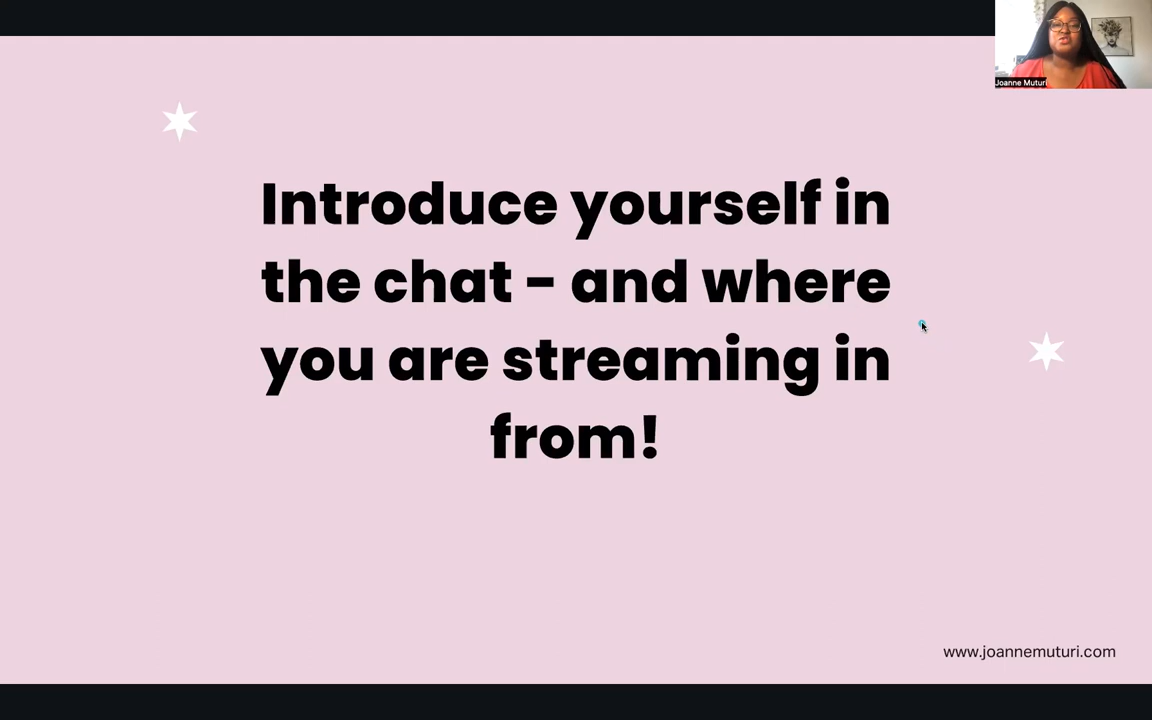 Joanne Muturi
Introduce yourself in
the chat - and where
you are streaming in
from!
www.joannemuturi.com